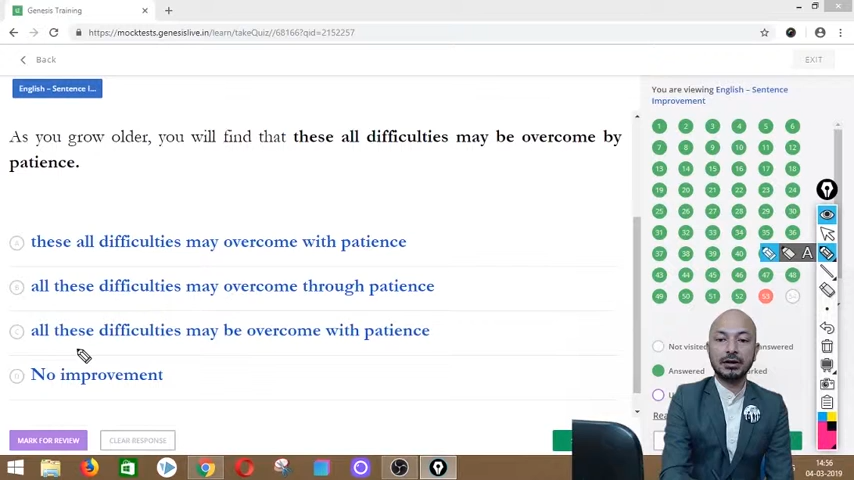 Genesis Training
https://mocktests.genesislive.in/learn/takeQuiz//68166?qid=2152257
Back
EXIT
English – Sentence I...
You are viewing English – Sentence
Improvement
As you grow older, you will find that these all difficulties may be overcome by
patience.
A these all difficulties may overcome with patience
B all these difficulties may overcome through patience
C all these difficulties may be overcome with patience
D No improvement
1 2 3 4 5 6
7 8 9 10 11 12
13 14 15 16 17 18
19 20 21 22 23 24
25 26 27 28 29 30
31 32 33 34 35 36
37 38 39 40
A
43 44 45 46 47 48
49 50 51 52 53 54
Not visited
answered
Answered
arked
MARK FOR REVIEW
CLEAR RESPONSE
14:56
04-03-2019